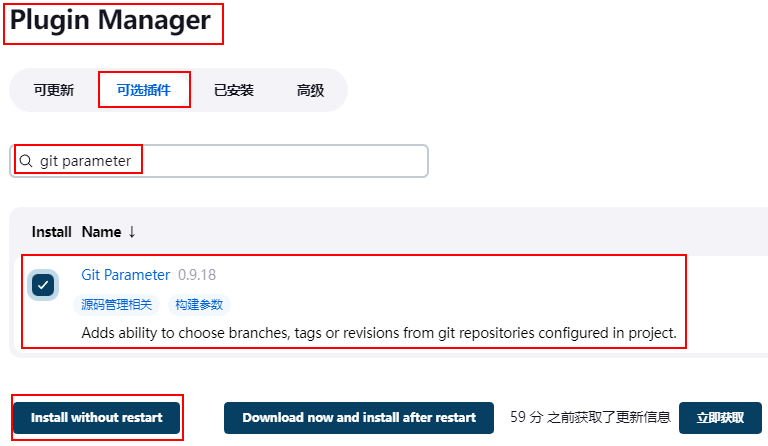 Plugin Manager
可更新 可选插件 已安装 高级
git parameter
Install Name ↓
Git Parameter 0.9.18
源码管理相关 构建参数
Adds ability to choose branches, tags or revisions from git repositories configured in project.
Install without restart Download now and install after restart 59 分 之前获取了更新信息 立即获取